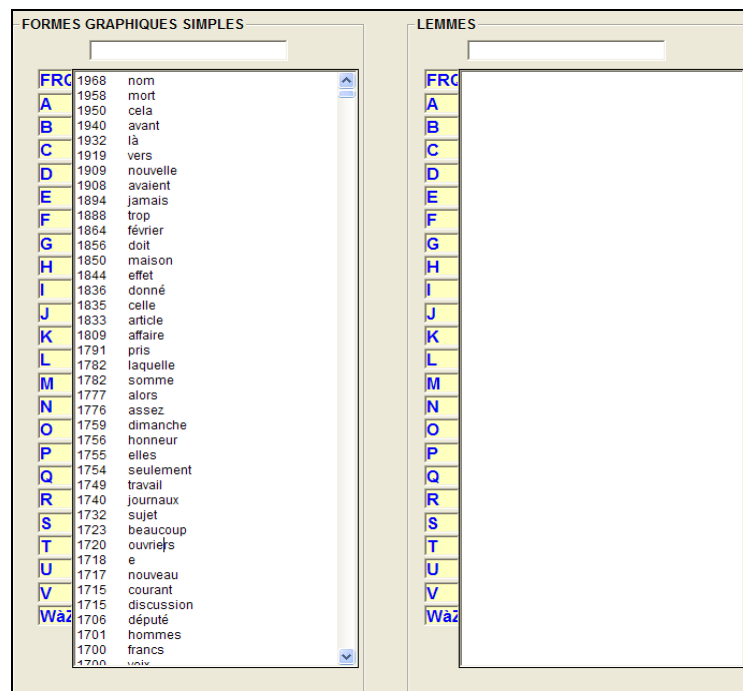 FORMES GRAPHIQUES SIMPLES
FRQ
A
B
C
D
E
F
G
H
I
J
K
L
M
N
O
P
Q
R
S
T
U
V
WàZ
1968 nom
1958 mort
1950 cela
1940 avant
1932 là
1919 vers
1909 nouvelle
1908 avaient
1894 jamais
1888 trop
1864 février
1856 doit
1850 maison
1844 effet
1836 donné
1835 celle
1833 article
1809 affaire
1791 pris
1782 laquelle
1782 somme
1777 alors
1776 assez
1759 dimanche
1756 honneur
1755 elles
1754 seulement
1749 travail
1740 journaux
1732 sujet
1723 beaucoup
1720 ouvriers
1718 e
1717 nouveau
1715 courant
1715 discussion
1706 député
1701 hommes
1700 francs
1700 voix
LEMMES
FRQ
A
B
C
D
E
F
G
H
I
J
K
L
M
N
O
P
Q
R
S
T
U
V
WàZ